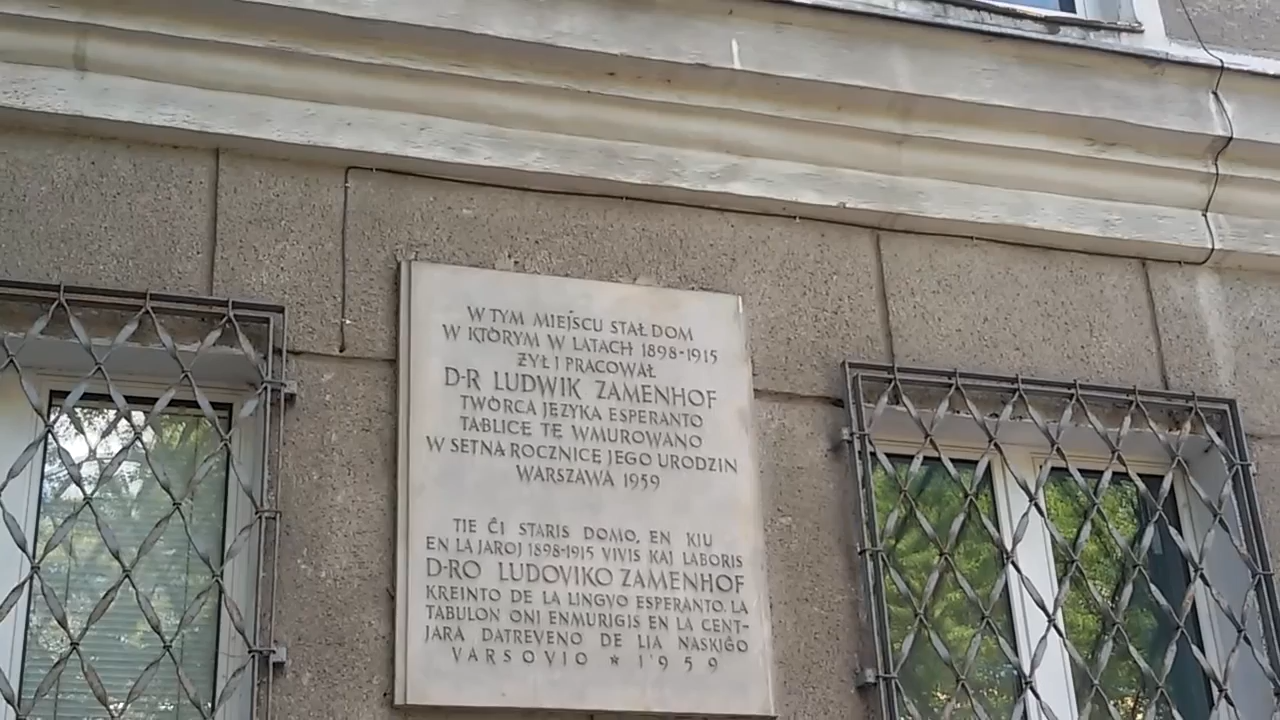 W TYM MIEJSCU STAŁ DOM
W KTÓRYM W LATACH 1898-1915
ŻYŁ I PRACOWAŁ
D-R LUDWIK ZAMENHOF
TWÓRCA JĘZYKA ESPERANTO
TABLICĘ TĘ WMUROWANO
W SETNĄ ROCZNICĘ JEGO URODZIN
WARSZAWA 1959
TIE ĈI STARIS DOMO, EN KIU
EN LA JAROJ 1898-1915 VIVIS KAJ LABORIS
D-RO LUDOVIKO ZAMENHOF
KREINTO DE LA LINGVO ESPERANTO. LA
TABULON ONI ENMURIGIS EN LA CENT-
JARA DATREVENO DE LIA NASKIĜO
VARSOVIO * 1959